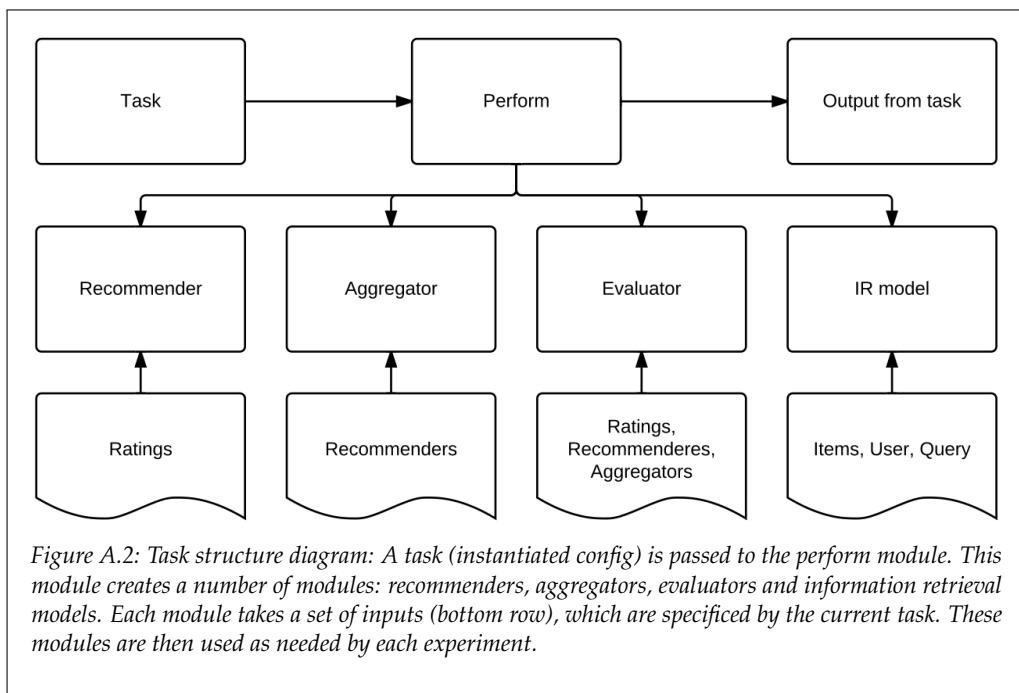 Task
Perform
Output from task
Recommender
Aggregator
Evaluator
IR model
Ratings
Recommenders
Ratings,
Recommenderes,
Aggregators
Items, User, Query
Figure A.2: Task structure diagram: A task (instantiated config) is passed to the perform module. This
module creates a number of modules: recommenders, aggregators, evaluators and information retrieval
models. Each module takes a set of inputs (bottom row), which are specificed by the current task. These
modules are then used as needed by each experiment.